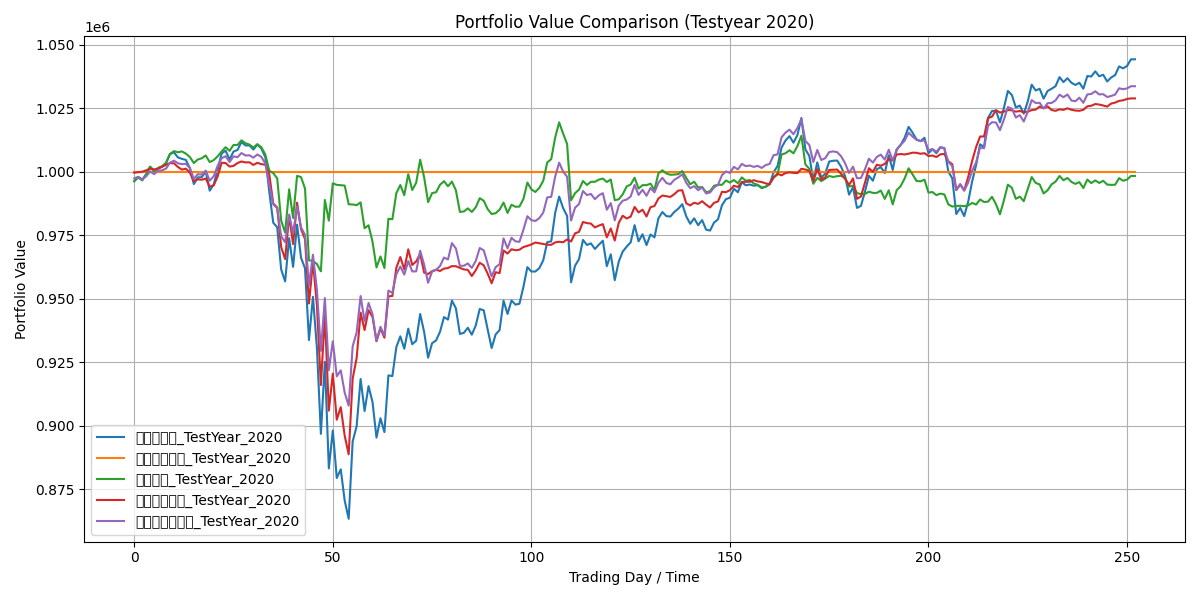 Portfolio Value Comparison (Testyear 2020)
1e6
1.050
1.025
1.000
0.975
0.950
0.925
0.900
0.875
Portfolio Value
_TestYear_2020
_TestYear_2020
_TestYear_2020
_TestYear_2020
_TestYear_2020
0 50 100 150 200 250
Trading Day / Time